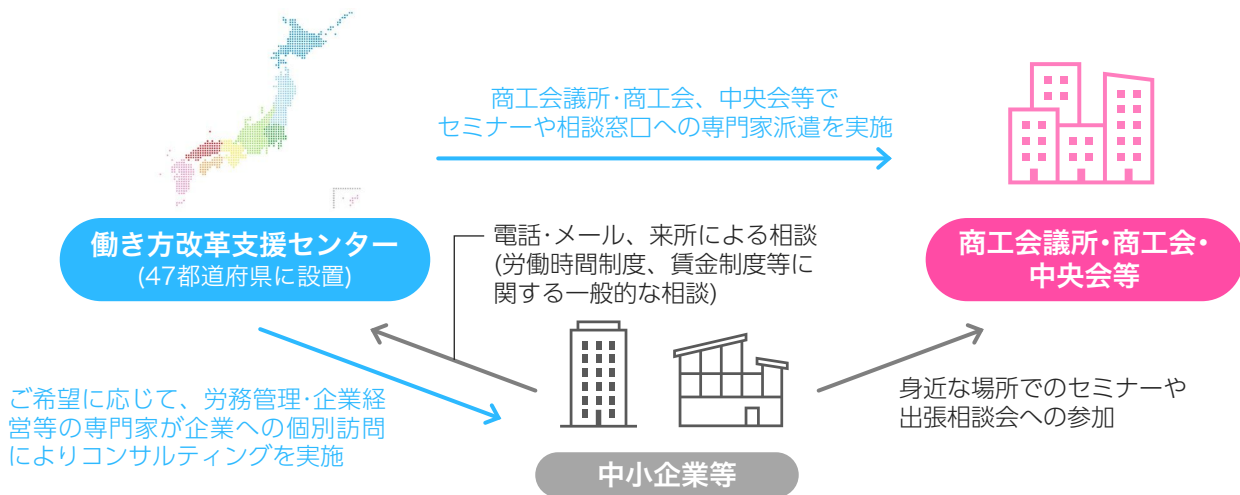 商工会議所・商工会、中央会等で
セミナーや相談窓口への専門家派遣を実施
働き方改革支援センター
(47都道府県に設置)
電話・メール、来所による相談
(労働時間制度、賃金制度等に
関する一般的な相談)
商工会議所・商工会・
中央会等
ご希望に応じて、労務管理・企業経
営等の専門家が企業への個別訪問
によりコンサルティングを実施
身近な場所でのセミナーや
出張相談会への参加
中小企業等